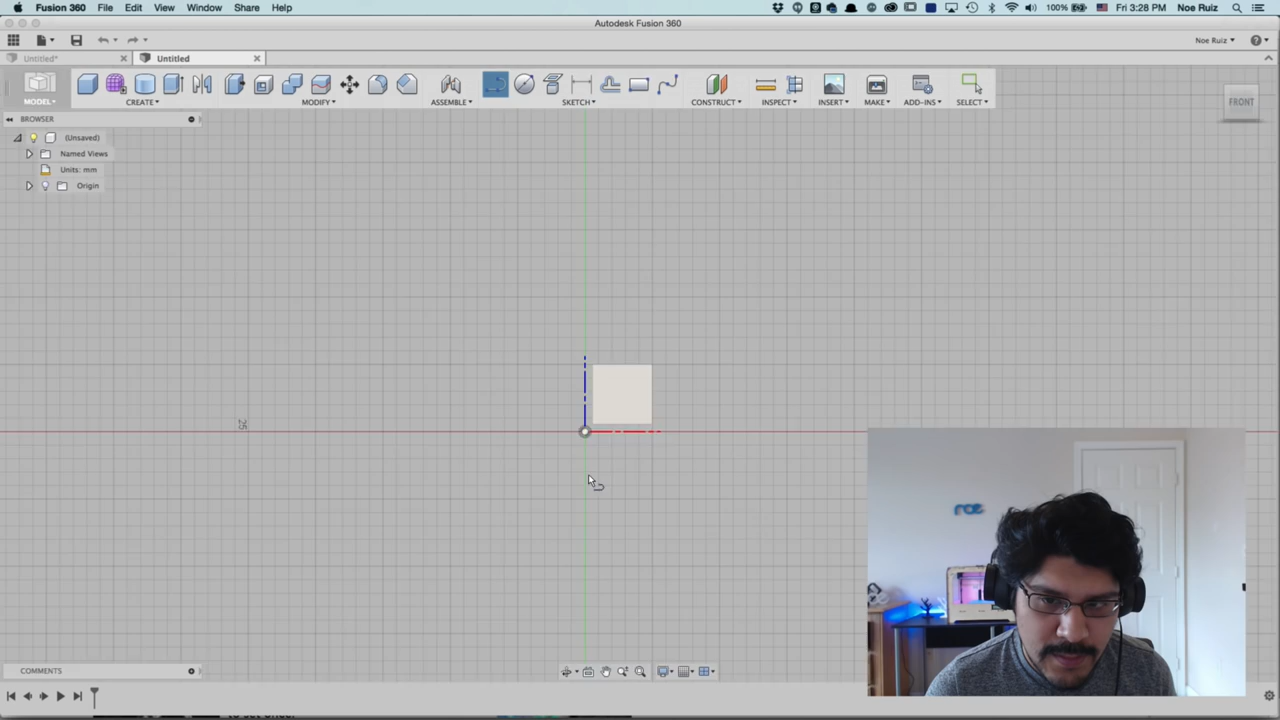 Fusion 360 File Edit View Window Share Help 100% Fri 3:28 PM Noe Ruiz
Autodesk Fusion 360
Noe Ruiz
Untitled* Untitled
MODEL CREATE MODIFY ASSEMBLE SKETCH CONSTRUCT INSPECT INSERT MAKE ADD-INS SELECT
FRONT
BROWSER
(Unsaved)
Named Views
Units: mm
Origin
25
noe
COMMENTS